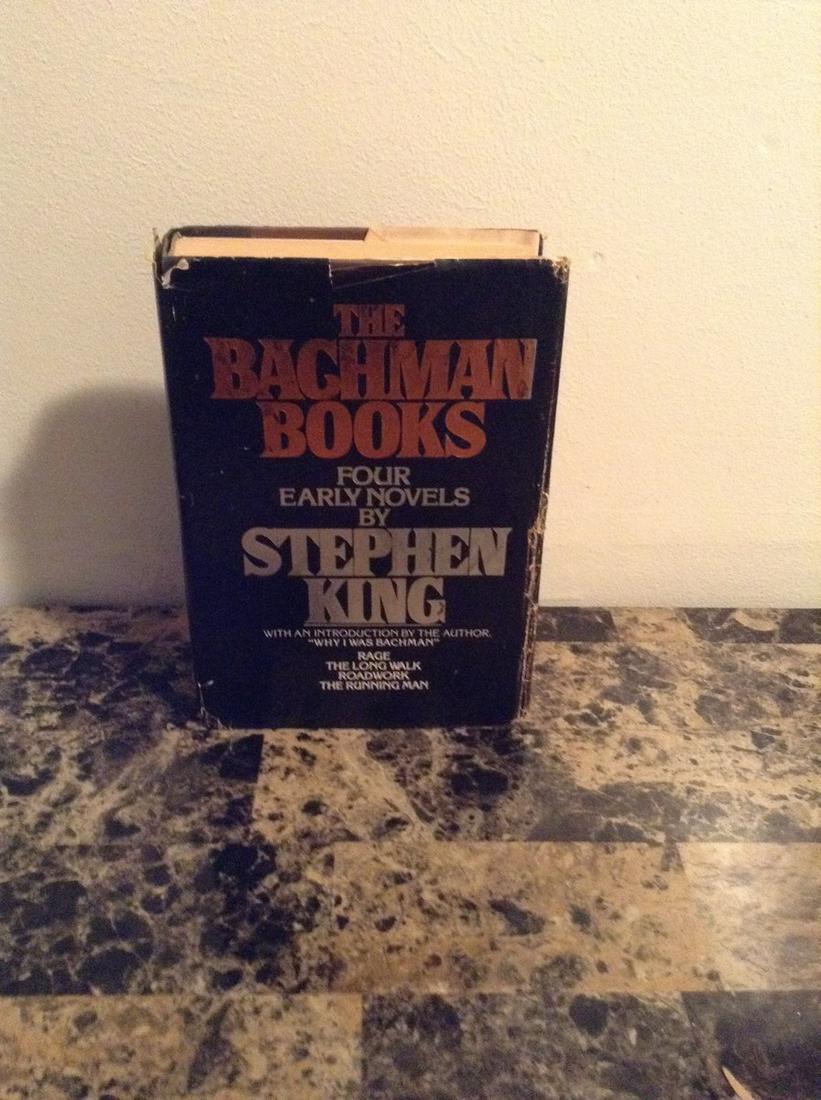 THE
BACHMAN
BOOKS
FOUR
EARLY NOVELS
BY
STEPHEN
KING
WITH AN INTRODUCTION BY THE AUTHOR,
"WHY I WAS BACHMAN"
RAGE
THE LONG WALK
ROADWORK
THE RUNNING MAN